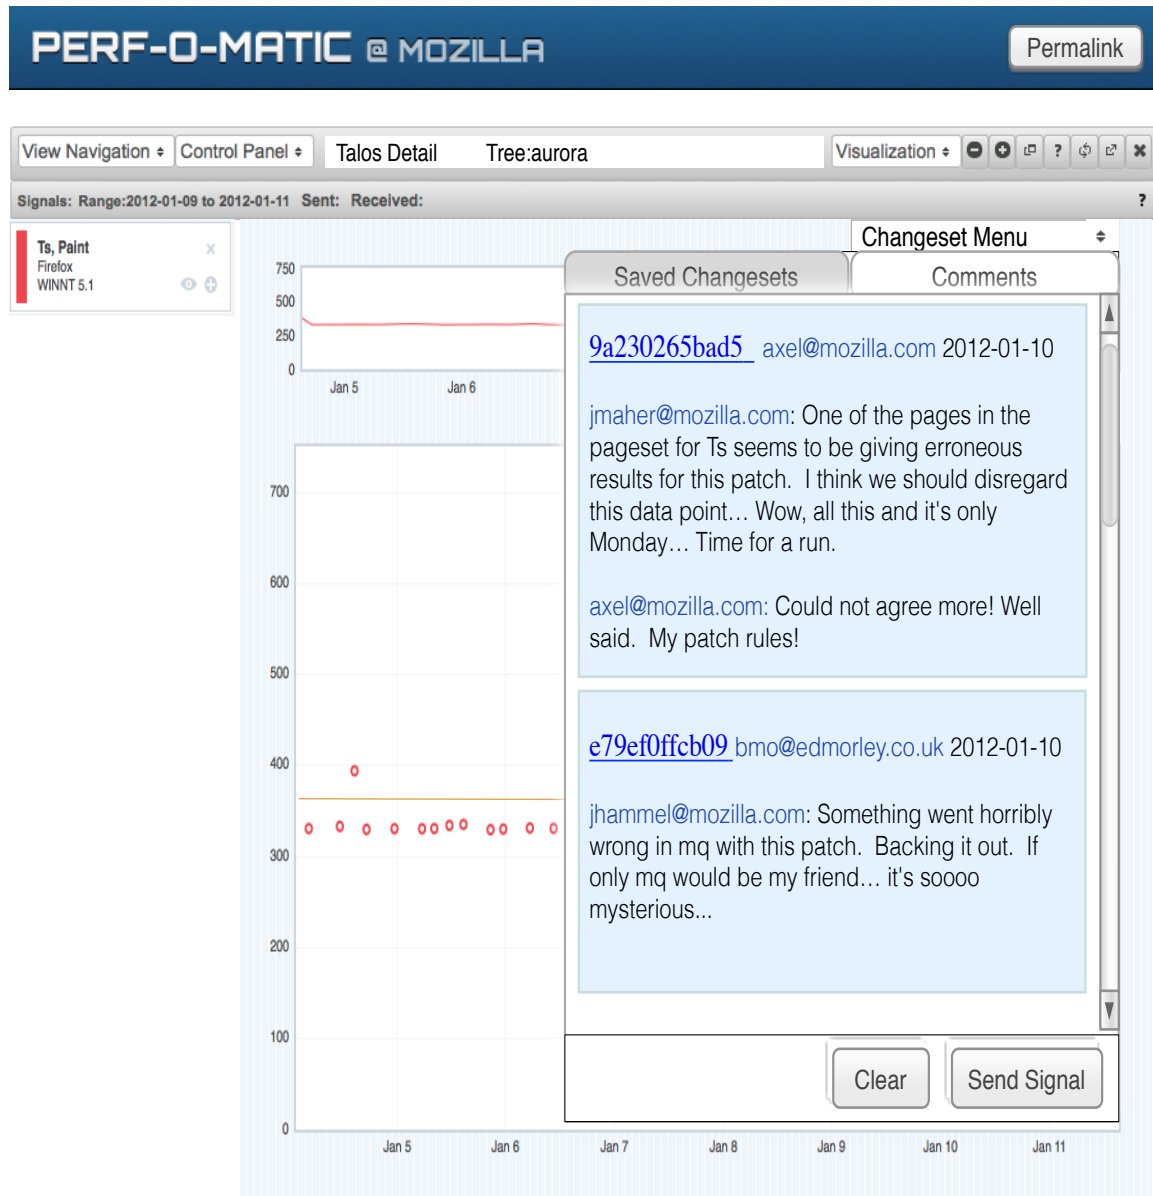 PERF-O-MATIC @ MOZILLA
Permalink
View Navigation
Control Panel
Talos Detail
Tree:aurora
Visualization
?
Signals: Range:2012-01-09 to 2012-01-11 Sent: Received:
?
Ts, Paint
Firefox
WINNT 5.1
Changeset Menu
Saved Changesets
Comments
750
500
250
0
Jan 5
Jan 6
9a230265bad5 axel@mozilla.com 2012-01-10
jmaher@mozilla.com: One of the pages in the
pageset for Ts seems to be giving erroneous
results for this patch. I think we should disregard
this data point… Wow, all this and it's only
Monday… Time for a run.
axel@mozilla.com: Could not agree more! Well
said. My patch rules!
e79ef0ffcb09 bmo@edmorley.co.uk 2012-01-10
jhammel@mozilla.com: Something went horribly
wrong in mq with this patch. Backing it out. If
only mq would be my friend… it's soooo
mysterious...
Clear
Send Signal
700
600
500
400
300
200
100
0
Jan 5
Jan 6
Jan 7
Jan 8
Jan 9
Jan 10
Jan 11